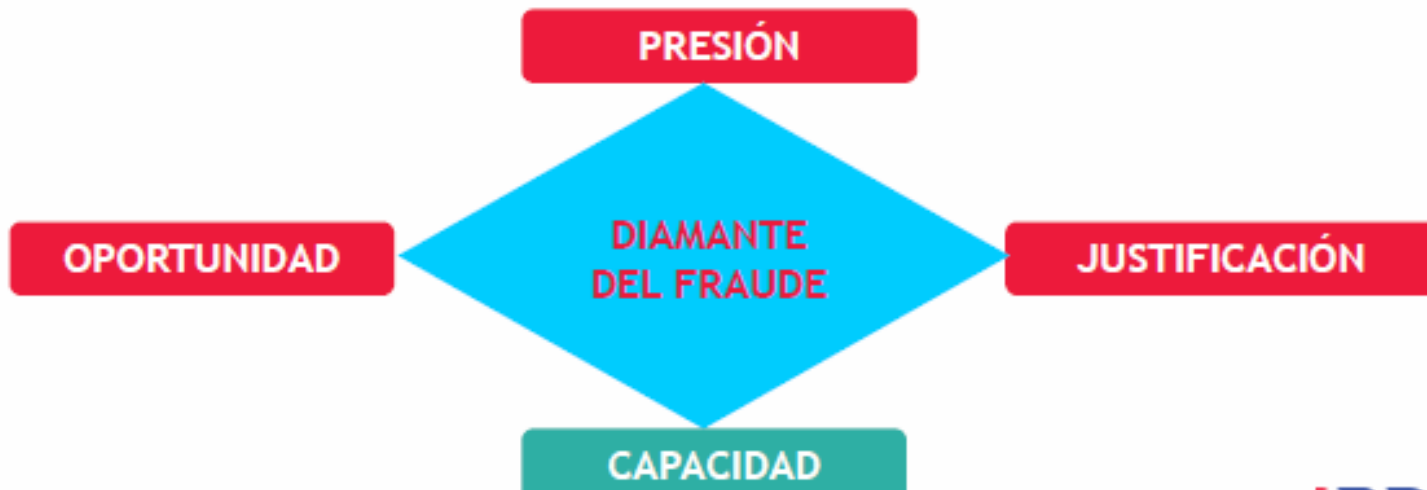 PRESIÓN
OPORTUNIDAD
DIAMANTE
DEL FRAUDE
JUSTIFICACIÓN
CAPACIDAD